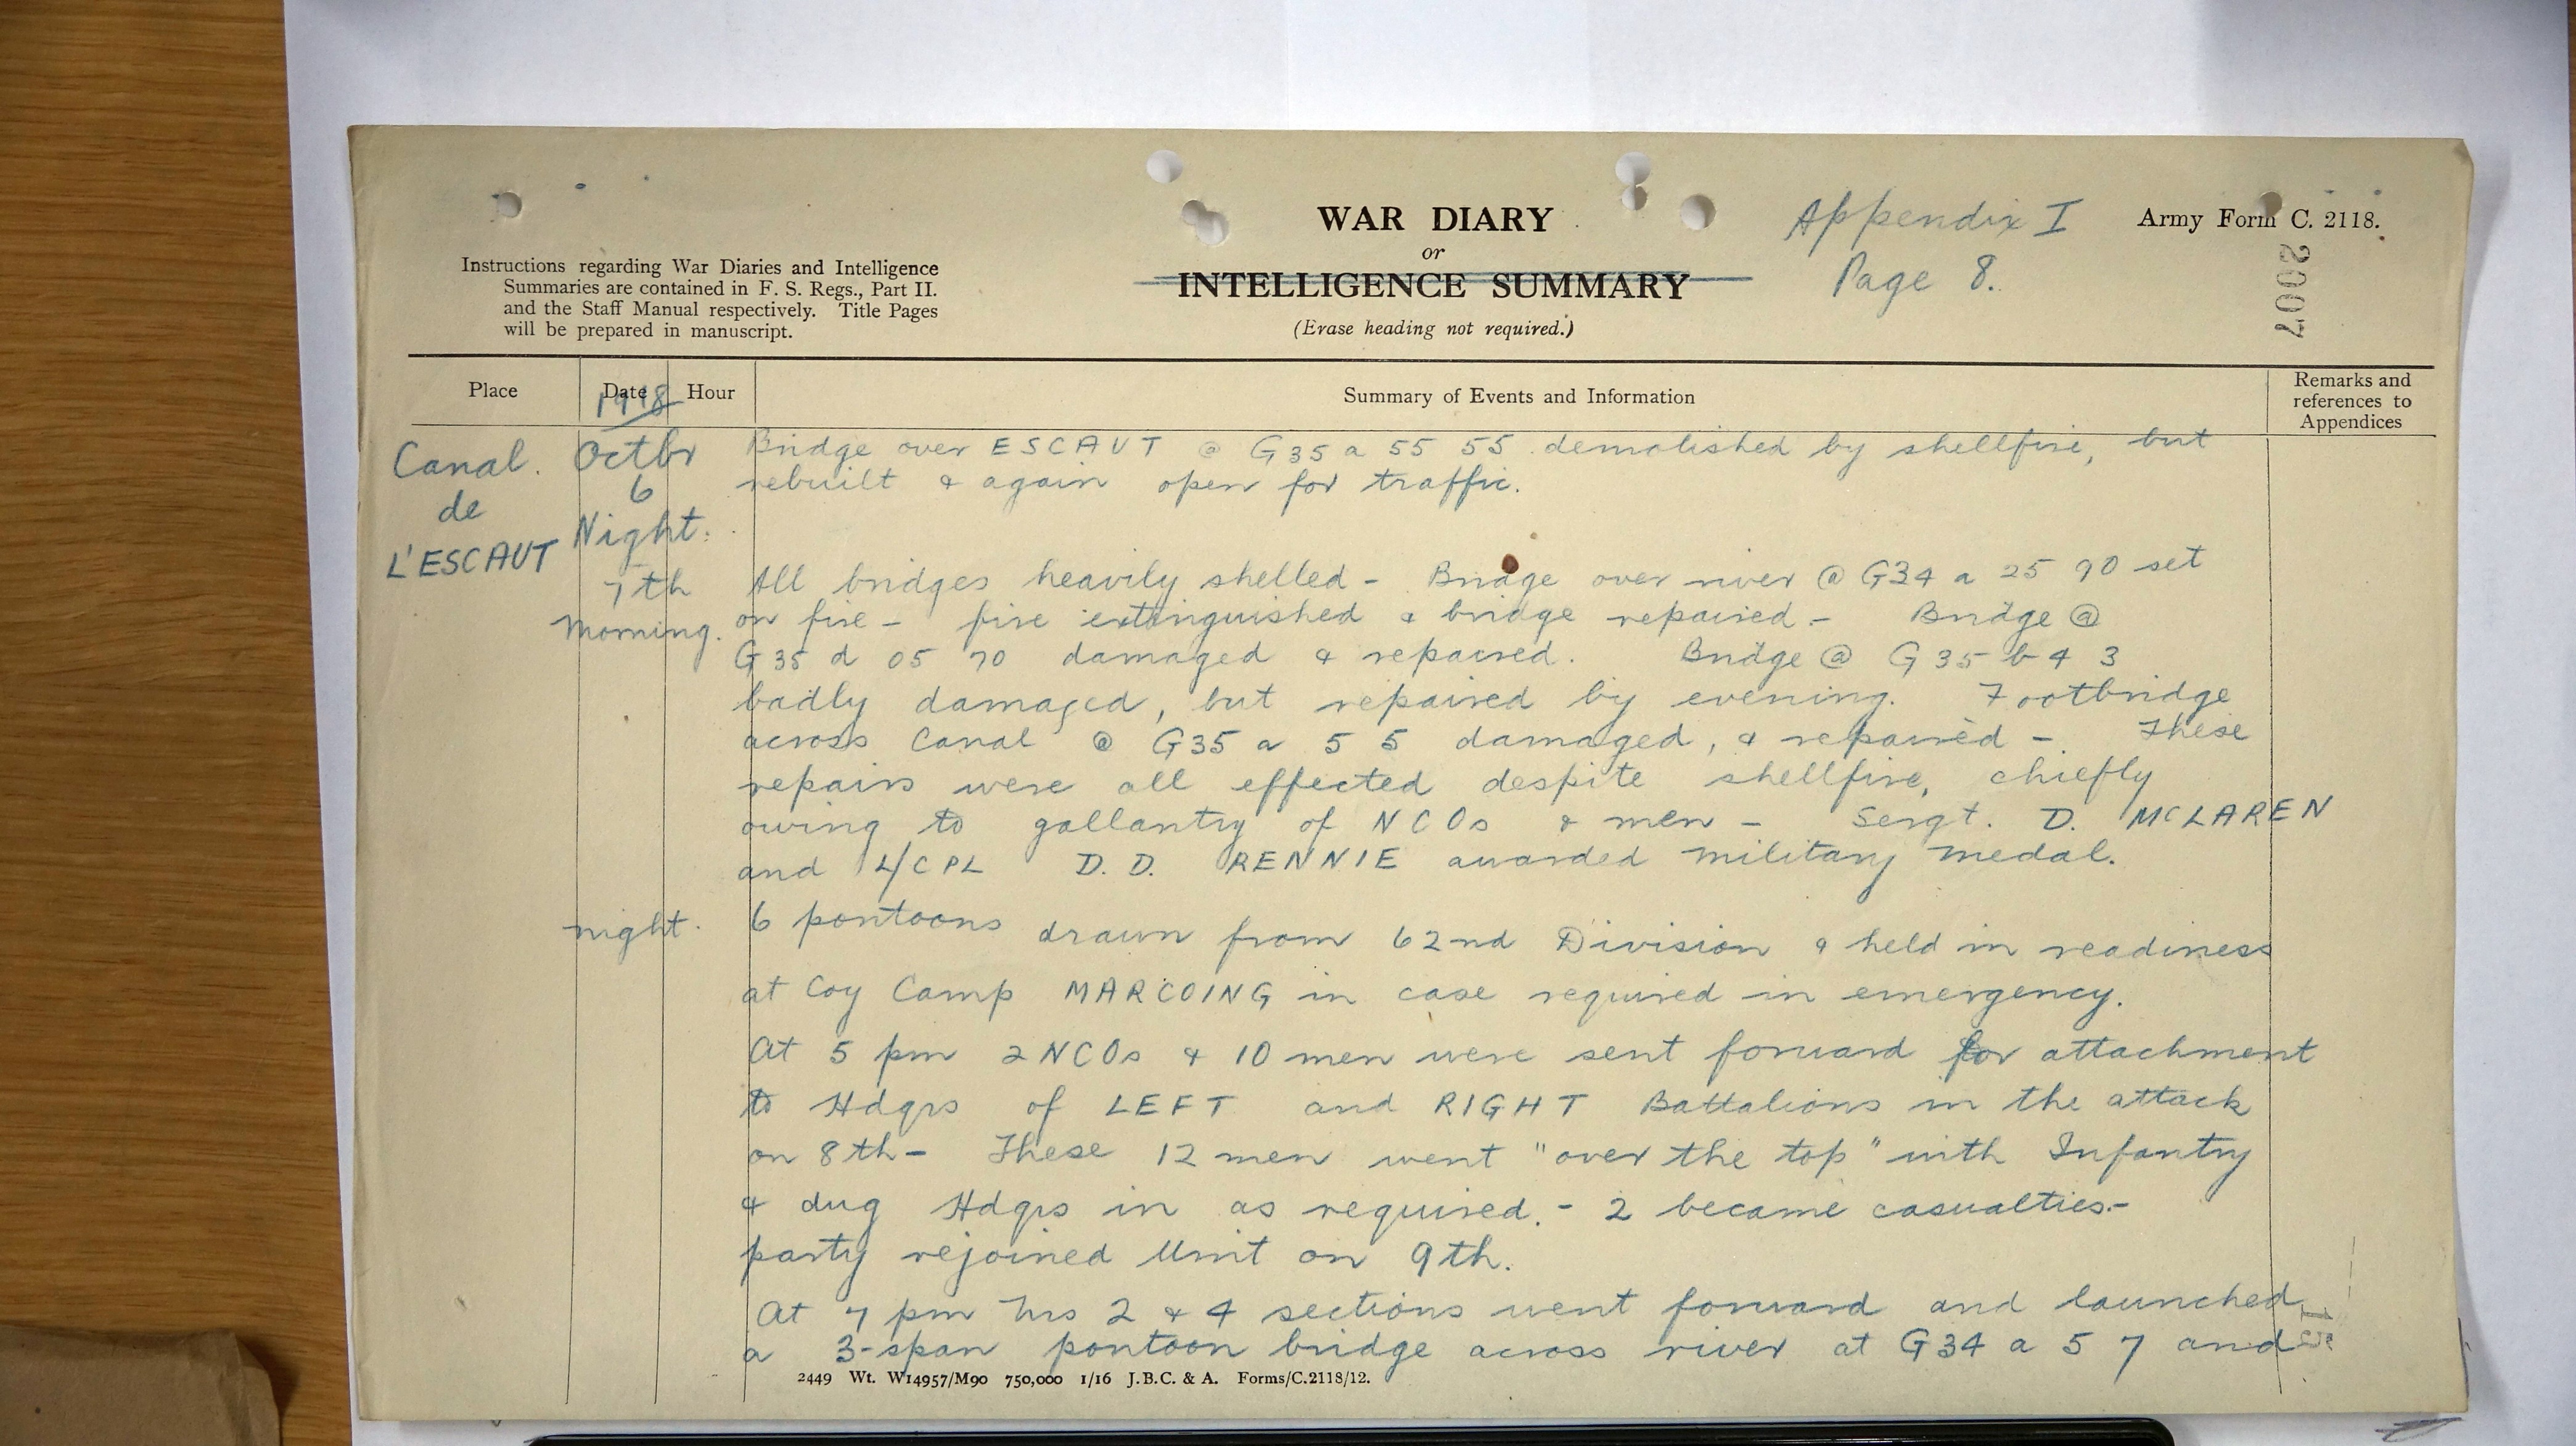 WAR DIARY
or
INTELLIGENCE SUMMARY
(Erase heading not required.)
Appendix I
Page 8.
Army Form C. 2118.
2007
Instructions regarding War Diaries and Intelligence
Summaries are contained in F. S. Regs., Part II.
and the Staff Manual respectively. Title Pages
will be prepared in manuscript.
Place
Date
1918
Hour
Summary of Events and Information
Remarks and
references to
Appendices
Canal.
de
L'ESCAUT
Octbr
6
Night.
Bridge over ESCAUT @ G35 a 55 55 demolished by shellfire, but
rebuilt & again open for traffic.
7th
Morning.
All bridges heavily shelled - Bridge over river @ G34 a 25 90 set
on fire - fire extinguished & bridge repaired - Bridge @
G35 d 05 70 damaged & repaired. Bridge @ G35 b 4 3
badly damaged, but repaired by evening. Footbridge
across Canal @ G35 a 5 5 damaged, & repaired - These
repairs were all effected despite shellfire, chiefly
owing to gallantry of NCOs & men - Sergt. D. McLAREN
and L/CPL D. D. RENNIE awarded military medal.
night.
6 pontoons drawn from 62nd Division & held in readiness
at Coy Camp MARCOING in case required in emergency.
At 5 pm 2 NCOs & 10 men were sent forward for attachment
to Hdqrs of LEFT and RIGHT Battalions in the attack
on 8th - These 12 men went "over the top" with Infantry
& dug Hdqrs in as required. - 2 became casualties -
party rejoined Unit on 9th.
At 7 pm Nos 2 & 4 sections went forward and launched
a 3-span pontoon bridge across river at G34 a 5 7 and
2449 Wt. W14957/M90 750,000 1/16 J.B.C. & A. Forms/C.2118/12.